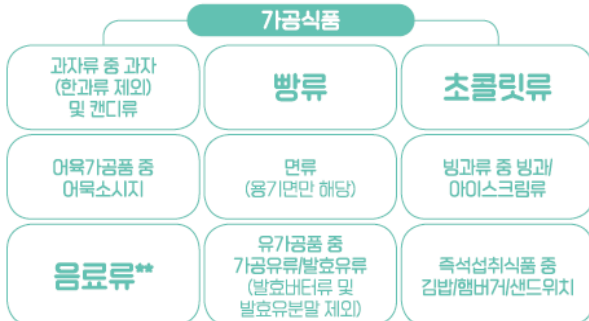 가공식품
과자류 중 과자
(한과류 제외)
및 캔디류
빵류
초콜릿류
어육가공품 중
어묵소시지
면류
(용기면만 해당)
빙과류 중 빙과/
아이스크림류
음료류**
유가공품 중
가공유류/발효유류
(발효버터류 및
발효유분말 제외)
즉석섭취식품 중
김밥/햄버거/샌드위치